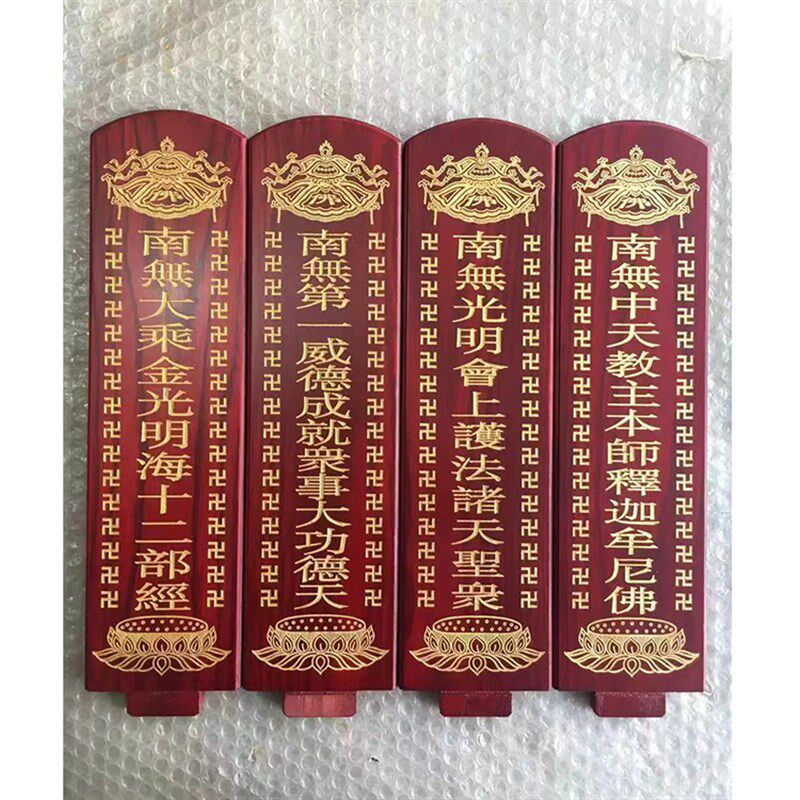 南無大乘金光明海十二部經
南無第一威德成就衆事大功德天
南無光明會上護法諸天聖衆
南無中天教主本師釋迦牟尼佛